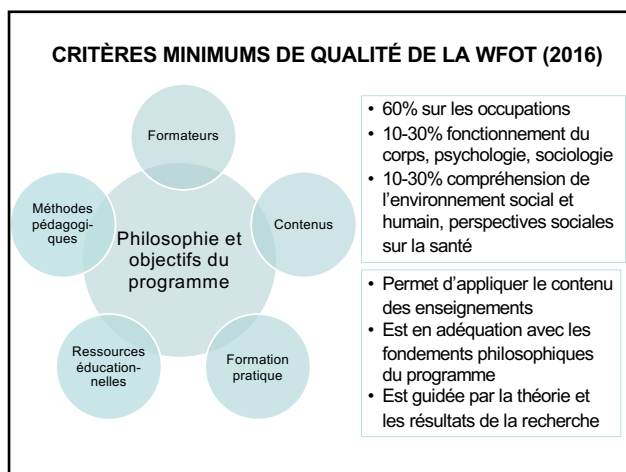 CRITÈRES MINIMUMS DE QUALITÉ DE LA WFOT (2016)
Formateurs
Méthodes
pédagogi-
ques
Philosophie et
objectifs du
programme
Contenus
Ressources
éducation-
nelles
Formation
pratique
• 60% sur les occupations
• 10-30% fonctionnement du
corps, psychologie, sociologie
• 10-30% compréhension de
l’environnement social et
humain, perspectives sociales
sur la santé
• Permet d’appliquer le contenu
des enseignements
• Est en adéquation avec les
fondements philosophiques
du programme
• Est guidée par la théorie et
les résultats de la recherche